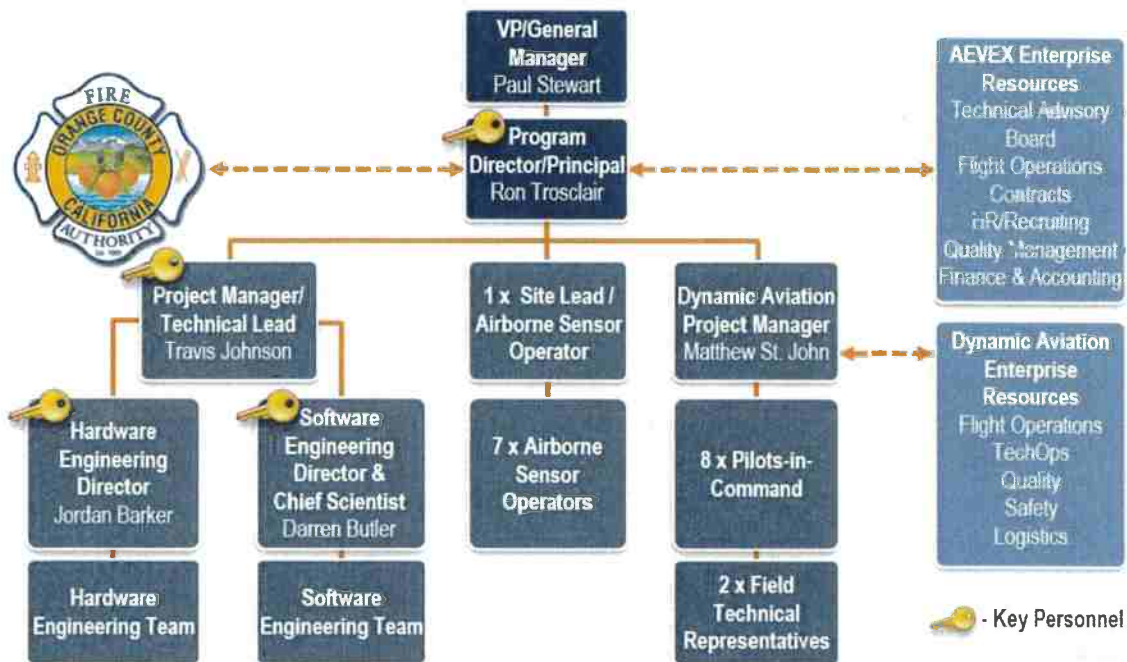 VP/General
Manager
Paul Stewart
FIRE
ORANGE COUNTY
CALIFORNIA
AUTHORITY
Program
Director/Principal
Ron Trosclair
AEVEX Enterprise
Resources
Technical Advisory
Board
Flight Operations
Contracts
HR/Recruiting
Quality Management
Finance & Accounting
Project Manager/
Technical Lead
Travis Johnson
1 x Site Lead /
Airborne Sensor
Operator
Dynamic Aviation
Project Manager
Matthew St. John
Dynamic Aviation
Enterprise
Resources
Flight Operations
TechOps
Quality
Safety
Logistics
Hardware
Engineering
Director
Jordan Barker
Software
Engineering
Director &
Chief Scientist
Darren Butler
7 x Airborne
Sensor
Operators
8 x Pilots-in-
Command
Hardware
Engineering Team
Software
Engineering Team
2 x Field
Technical
Representatives
- Key Personnel